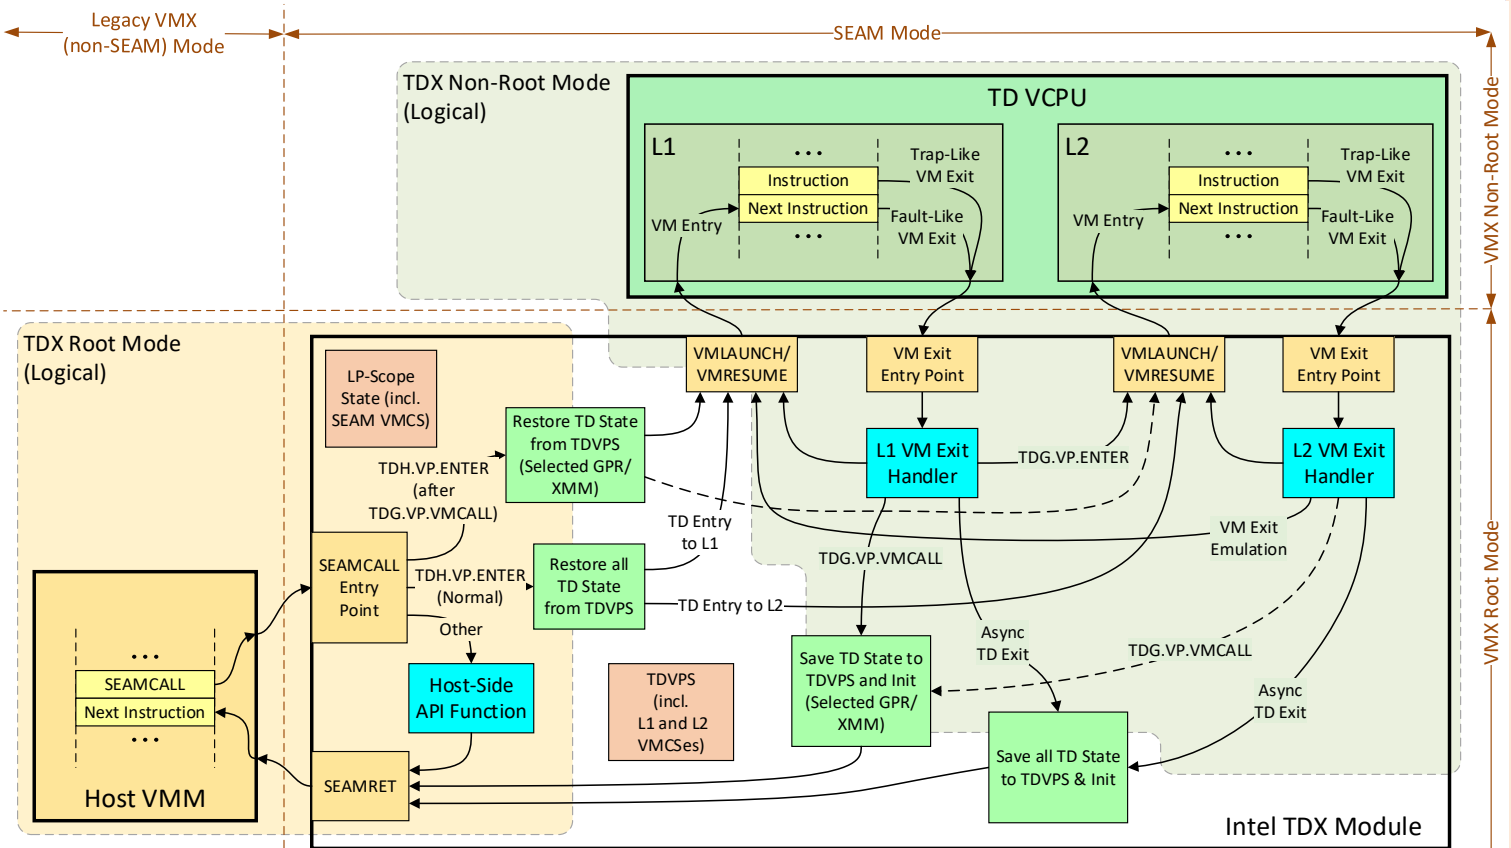 Legacy VMX
(non-SEAM) Mode
SEAM Mode
TDX Non-Root Mode
(Logical)
TD VCPU
L1
• • •
Instruction
Next Instruction
• • •
Trap-Like
VM Exit
Fault-Like
VM Exit
VM Entry
L2
• • •
Instruction
Next Instruction
• • •
Trap-Like
VM Exit
Fault-Like
VM Exit
VM Entry
VMX Non-Root Mode
VMX Root Mode
TDX Root Mode
(Logical)
LP-Scope
State (incl.
SEAM VMCS)
VMLAUNCH/
VMRESUME
VM Exit
Entry Point
VMLAUNCH/
VMRESUME
VM Exit
Entry Point
Restore TD State
from TDVPS
(Selected GPR/
XMM)
TDH.VP.ENTER
(after
TDG.VP.VMCALL)
L1 VM Exit
Handler
TDG.VP.ENTER
L2 VM Exit
Handler
TD Entry
to L1
VM Exit
Emulation
SEAMCALL
Entry
Point
TDH.VP.ENTER
(Normal)
Restore all
TD State
from TDVPS
TDG.VP.VMCALL
TD Entry to L2
Other
Async
TD Exit
TDG.VP.VMCALL
Async
TD Exit
• • •
SEAMCALL
Next Instruction
• • •
Host VMM
Host-Side
API Function
TDVPS
(incl.
L1 and L2
VMCSes)
Save TD State to
TDVPS and Init
(Selected GPR/
XMM)
Save all TD State
to TDVPS & Init
SEAMRET
Intel TDX Module